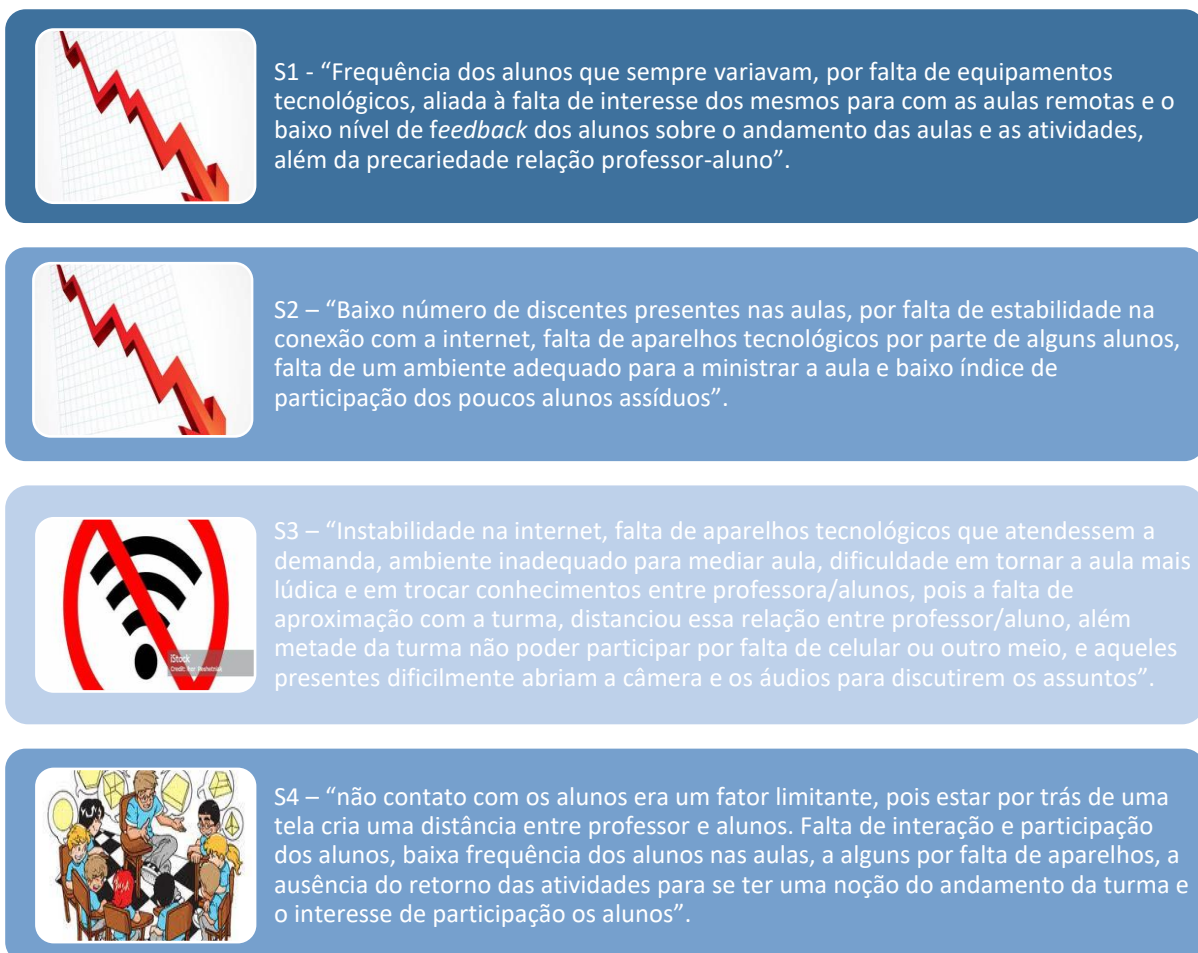 S1 - “Frequência dos alunos que sempre variavam, por falta de equipamentos
tecnológicos, aliada à falta de interesse dos mesmos para com as aulas remotas e o
baixo nível de feedback dos alunos sobre o andamento das aulas e as atividades,
além da precariedade relação professor-aluno”.
S2 – “Baixo número de discentes presentes nas aulas, por falta de estabilidade na
conexão com a internet, falta de aparelhos tecnológicos por parte de alguns alunos,
falta de um ambiente adequado para a ministrar a aula e baixo índice de
participação dos poucos alunos assíduos”.
S3 – “Instabilidade na internet, falta de aparelhos tecnológicos que atendessem a
demanda, ambiente inadequado para mediar aula, dificuldade em tornar a aula mais
lúdica e em trocar conhecimentos entre professora/alunos, pois a falta de
aproximação com a turma, distanciou essa relação entre professor/aluno, além
metade da turma não poder participar por falta de celular ou outro meio, e aqueles
presentes dificilmente abriam a câmera e os áudios para discutirem os assuntos”.
iStock
Credit:
S4 – “não contato com os alunos era um fator limitante, pois estar por trás de uma
tela cria uma distância entre professor e alunos. Falta de interação e participação
dos alunos, baixa frequência dos alunos nas aulas, a alguns por falta de aparelhos, a
ausência do retorno das atividades para se ter uma noção do andamento da turma e
o interesse de participação os alunos”.